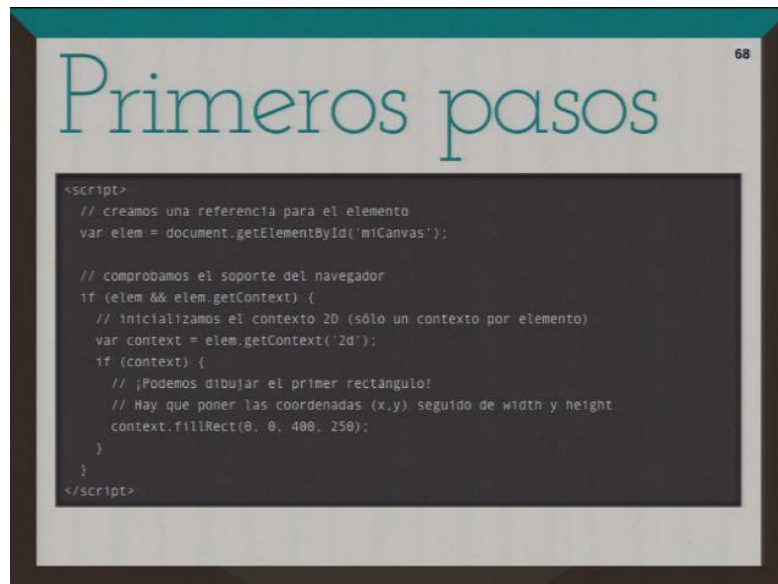 68
Primeros pasos
<script>
// creamos una referencia para el elemento
var elem = document.getElementById('miCanvas');
// comprobamos el soporte del navegador
if (elem && elem.getContext) {
// inicializamos el contexto 2D (sólo un contexto por elemento)
var context = elem.getContext('2d');
if (context) {
// ¡Podemos dibujar el primer rectángulo!
// Hay que poner las coordenadas (x,y) seguido de width y height
context.fillRect(0, 0, 400, 250);
}
}
</script>